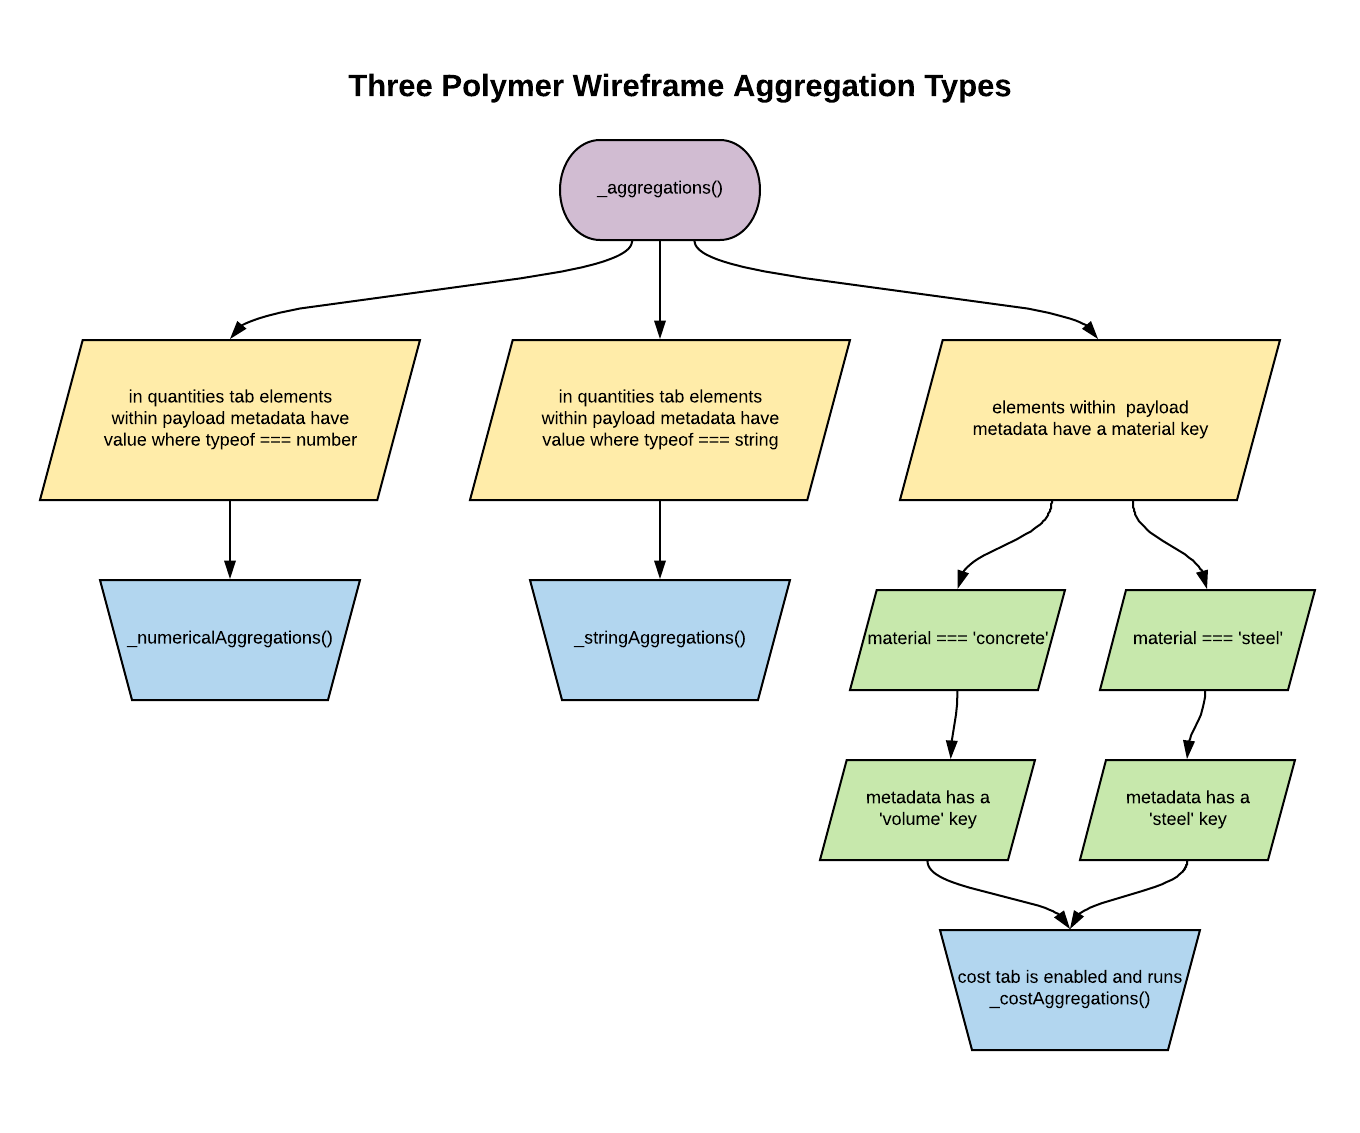 Three Polymer Wireframe Aggregation Types
_aggregations()
in quantities tab elements
within payload metadata have
value where typeof === number
in quantities tab elements
within payload metadata have
value where typeof === string
elements within  payload
metadata have a material key
_numericalAggregations()
_stringAggregations()
material === 'concrete'
material === 'steel'
metadata has a
'volume' key
metadata has a
'steel' key
cost tab is enabled and runs
_costAggregations()